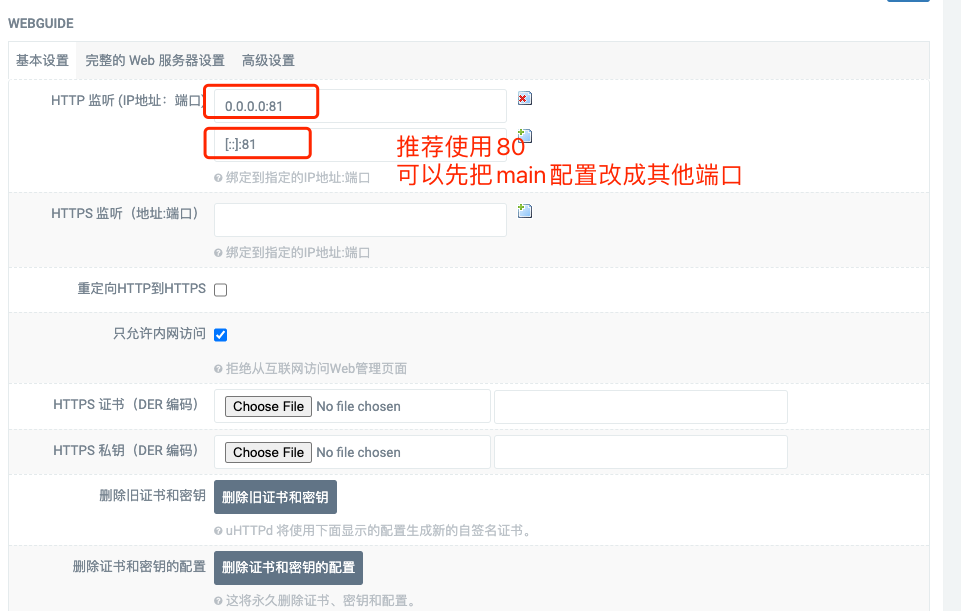 WEBGUIDE
基本设置 完整的 Web 服务器设置 高级设置
HTTP 监听 (IP地址：端口) 0.0.0.0:81
[::]:81
推荐使用80
绑定到指定的IP地址:端口
可以先把main配置改成其他端口
HTTPS 监听（地址:端口）
绑定到指定的IP地址:端口
重定向HTTP到HTTPS
只允许内网访问
拒绝从互联网访问Web管理页面
HTTPS 证书（DER 编码） Choose File No file chosen
HTTPS 私钥（DER 编码） Choose File No file chosen
删除旧证书和密钥 删除旧证书和密钥
uHTTPd 将使用下面显示的配置生成新的自签名证书。
删除证书和密钥的配置 删除证书和密钥的配置
这将永久删除证书、密钥和配置。